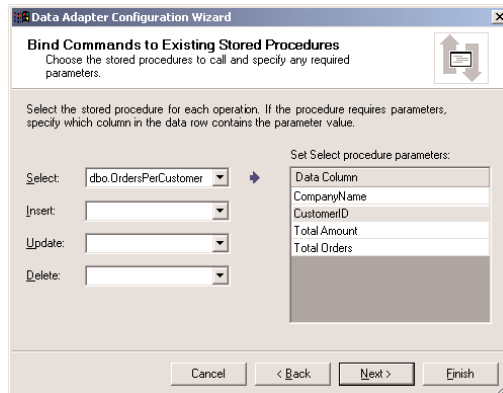 Data Adapter Configuration Wizard
Bind Commands to Existing Stored Procedures
Choose the stored procedures to call and specify any required
parameters.
Select the stored procedure for each operation. If the procedure requires parameters,
specify which column in the data row contains the parameter value.
Set Select procedure parameters:
Select: dbo.OrdersPerCustomer
Data Column
CompanyName
Insert:
CustomerID
Total Amount
Update:
Total Orders
Delete:
Cancel < Back Next > Finish